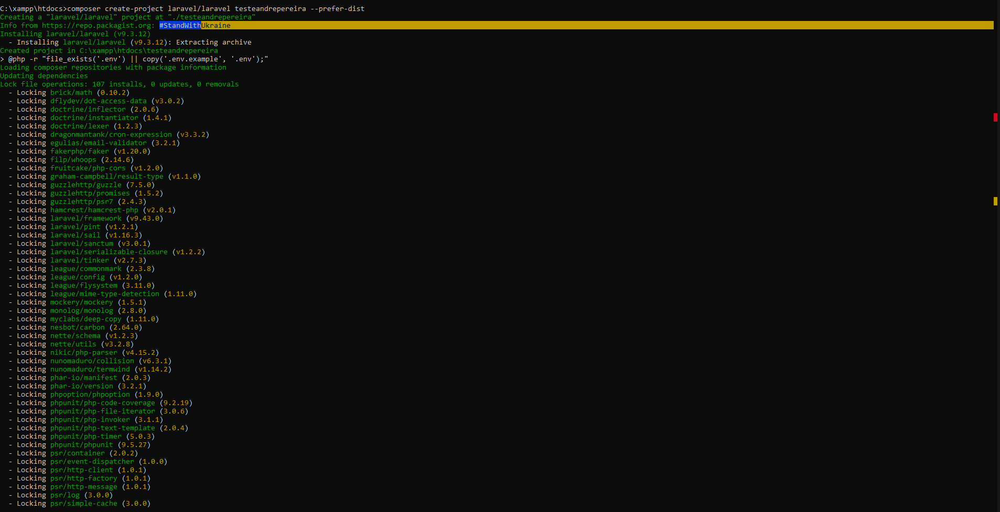 C:\xampp\htdocs>composer create-project laravel/laravel testeandrepereira --prefer-dist
Creating a "laravel/laravel" project at "./testeandrepereira"
Info from https://repo.packagist.org: #StandWithUkraine
Installing laravel/laravel (v9.3.12)
  - Installing laravel/laravel (v9.3.12): Extracting archive
Created project in C:\xampp\htdocs\testeandrepereira
> @php -r "file_exists('.env') || copy('.env.example', '.env');"
Loading composer repositories with package information
Updating dependencies
Lock file operations: 107 installs, 0 updates, 0 removals
  - Locking brick/math (0.10.2)
  - Locking dflydev/dot-access-data (v3.0.2)
  - Locking doctrine/inflector (2.0.6)
  - Locking doctrine/instantiator (1.4.1)
  - Locking doctrine/lexer (1.2.3)
  - Locking dragonmantank/cron-expression (v3.3.2)
  - Locking egulias/email-validator (3.2.1)
  - Locking fakerphp/faker (v1.20.0)
  - Locking filp/whoops (2.14.6)
  - Locking fruitcake/php-cors (v1.2.0)
  - Locking graham-campbell/result-type (v1.1.0)
  - Locking guzzlehttp/guzzle (7.5.0)
  - Locking guzzlehttp/promises (1.5.2)
  - Locking guzzlehttp/psr7 (2.4.3)
  - Locking hamcrest/hamcrest-php (v2.0.1)
  - Locking laravel/framework (v9.43.0)
  - Locking laravel/pint (v1.2.1)
  - Locking laravel/sail (v1.16.3)
  - Locking laravel/sanctum (v3.0.1)
  - Locking laravel/serializable-closure (v1.2.2)
  - Locking laravel/tinker (v2.7.3)
  - Locking league/commonmark (2.3.8)
  - Locking league/config (v1.2.0)
  - Locking league/flysystem (3.11.0)
  - Locking league/mime-type-detection (1.11.0)
  - Locking mockery/mockery (1.5.1)
  - Locking monolog/monolog (2.8.0)
  - Locking myclabs/deep-copy (1.11.0)
  - Locking nesbot/carbon (2.64.0)
  - Locking nette/schema (v1.2.3)
  - Locking nette/utils (v3.2.8)
  - Locking nikic/php-parser (v4.15.2)
  - Locking nunomaduro/collision (v6.3.1)
  - Locking nunomaduro/termwind (v1.14.2)
  - Locking phar-io/manifest (2.0.3)
  - Locking phar-io/version (3.2.1)
  - Locking phpoption/phpoption (1.9.0)
  - Locking phpunit/php-code-coverage (9.2.19)
  - Locking phpunit/php-file-iterator (3.0.6)
  - Locking phpunit/php-invoker (3.1.1)
  - Locking phpunit/php-text-template (2.0.4)
  - Locking phpunit/php-timer (5.0.3)
  - Locking phpunit/phpunit (9.5.27)
  - Locking psr/container (2.0.2)
  - Locking psr/event-dispatcher (1.0.0)
  - Locking psr/http-client (1.0.1)
  - Locking psr/http-factory (1.0.1)
  - Locking psr/http-message (1.0.1)
  - Locking psr/log (3.0.0)
  - Locking psr/simple-cache (3.0.0)